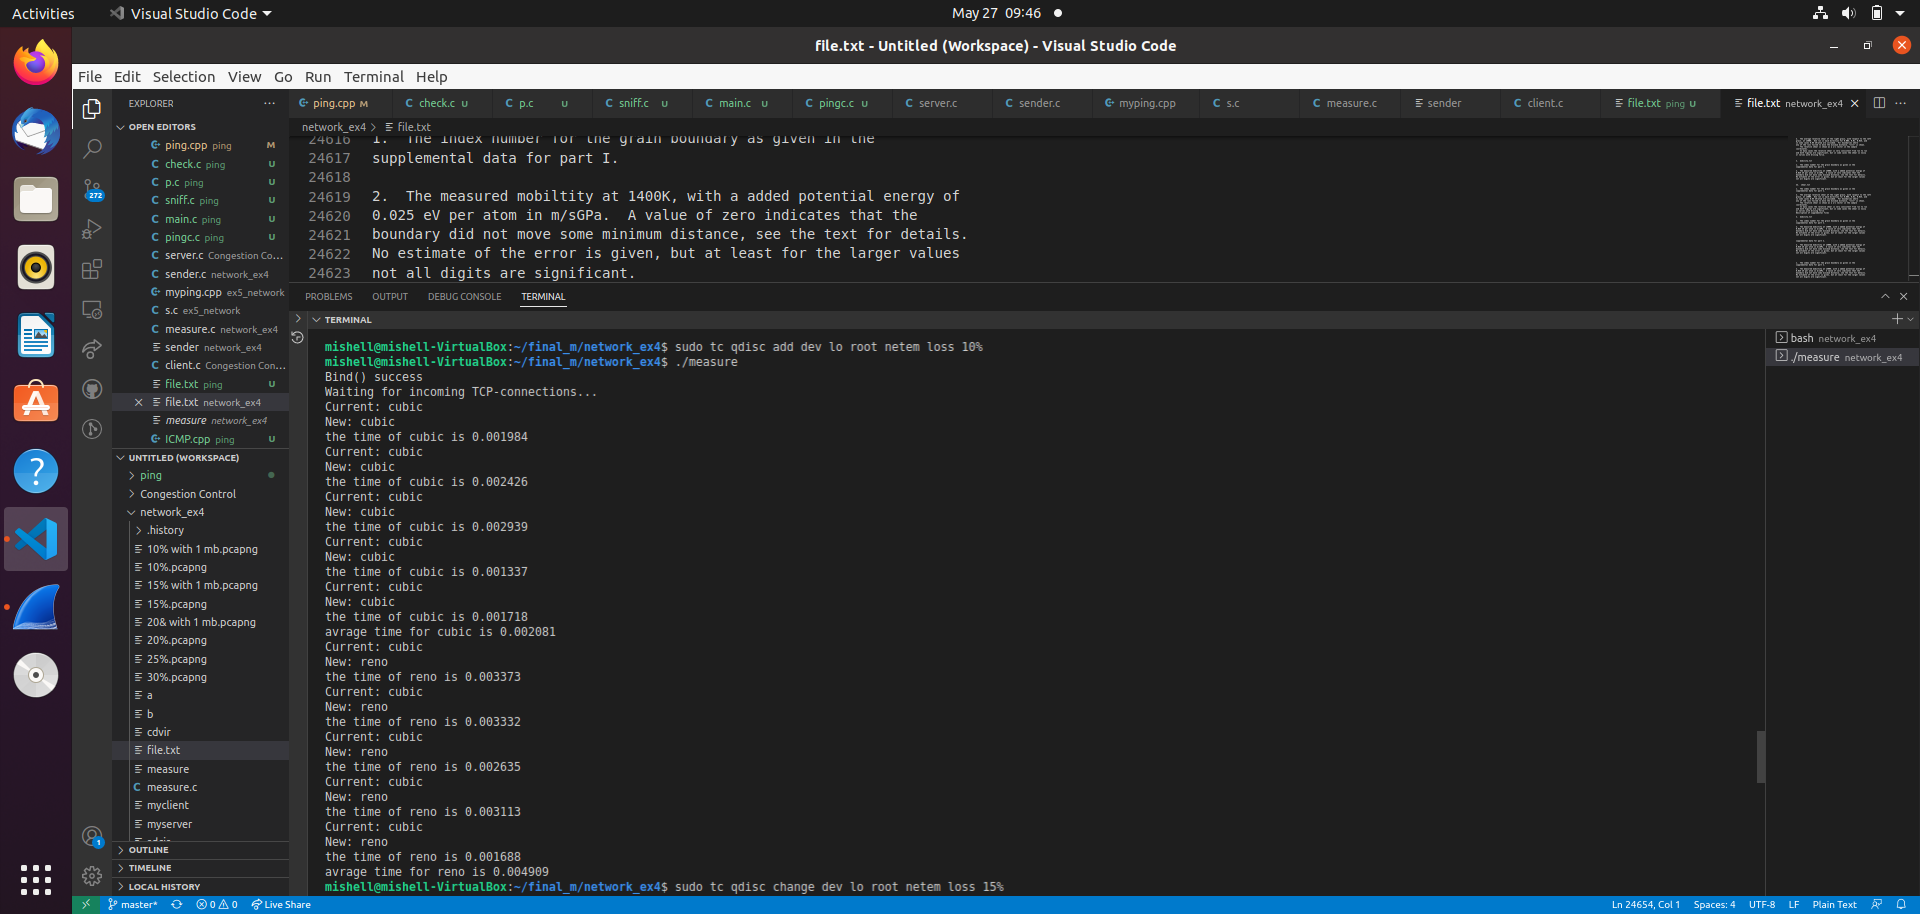 Activities
Visual Studio Code
May 27 09:46
file.txt - Untitled (Workspace) - Visual Studio Code
File Edit Selection View Go Run Terminal Help
EXPLORER
ping.cpp M
check.c U
p.c U
sniff.c U
main.c U
pingc.c U
server.c
sender.c
myping.cpp
s.c
measure.c
sender
client.c
file.txt ping U
file.txt network_ex4
OPEN EDITORS
ping.cpp ping M
check.c ping U
p.c ping U
sniff.c ping U
main.c ping U
pingc.c ping U
server.c Congestion Co...
sender.c network_ex4
myping.cpp ex5_network
s.c ex5_network
measure.c network_ex4
sender network_ex4
client.c Congestion Con...
file.txt ping U
file.txt network_ex4
measure network_ex4
ICMP.cpp ping U
UNTITLED (WORKSPACE)
ping
Congestion Control
network_ex4
.history
10% with 1 mb.pcapng
10%.pcapng
15% with 1 mb.pcapng
15%.pcapng
20& with 1 mb.pcapng
20%.pcapng
25%.pcapng
30%.pcapng
a
b
cdvir
file.txt
measure
measure.c
myclient
myserver
OUTLINE
TIMELINE
LOCAL HISTORY
272
1
network_ex4 > file.txt
24616 1. The index number for the grain boundary as given in the
24617 supplemental data for part I.
24618
24619 2. The measured mobiltity at 1400K, with a added potential energy of
24620 0.025 eV per atom in m/sGPa. A value of zero indicates that the
24621 boundary did not move some minimum distance, see the text for details.
24622 No estimate of the error is given, but at least for the larger values
24623 not all digits are significant.
PROBLEMS OUTPUT DEBUG CONSOLE TERMINAL
TERMINAL
mishell@mishell-VirtualBox:~/final_m/network_ex4$ sudo tc qdisc add dev lo root netem loss 10%
mishell@mishell-VirtualBox:~/final_m/network_ex4$ ./measure
Bind() success
Waiting for incoming TCP-connections...
Current: cubic
New: cubic
the time of cubic is 0.001984
Current: cubic
New: cubic
the time of cubic is 0.002426
Current: cubic
New: cubic
the time of cubic is 0.002939
Current: cubic
New: cubic
the time of cubic is 0.001337
Current: cubic
New: cubic
the time of cubic is 0.001718
avrage time for cubic is 0.002081
Current: cubic
New: reno
the time of reno is 0.003373
Current: cubic
New: reno
the time of reno is 0.003332
Current: cubic
New: reno
the time of reno is 0.002635
Current: cubic
New: reno
the time of reno is 0.003113
Current: cubic
New: reno
the time of reno is 0.001688
avrage time for reno is 0.004909
mishell@mishell-VirtualBox:~/final_m/network_ex4$ sudo tc qdisc change dev lo root netem loss 15%
bash network_ex4
./measure network_ex4
master* 0 0 Live Share
Ln 24654, Col 1 Spaces: 4 UTF-8 LF Plain Text